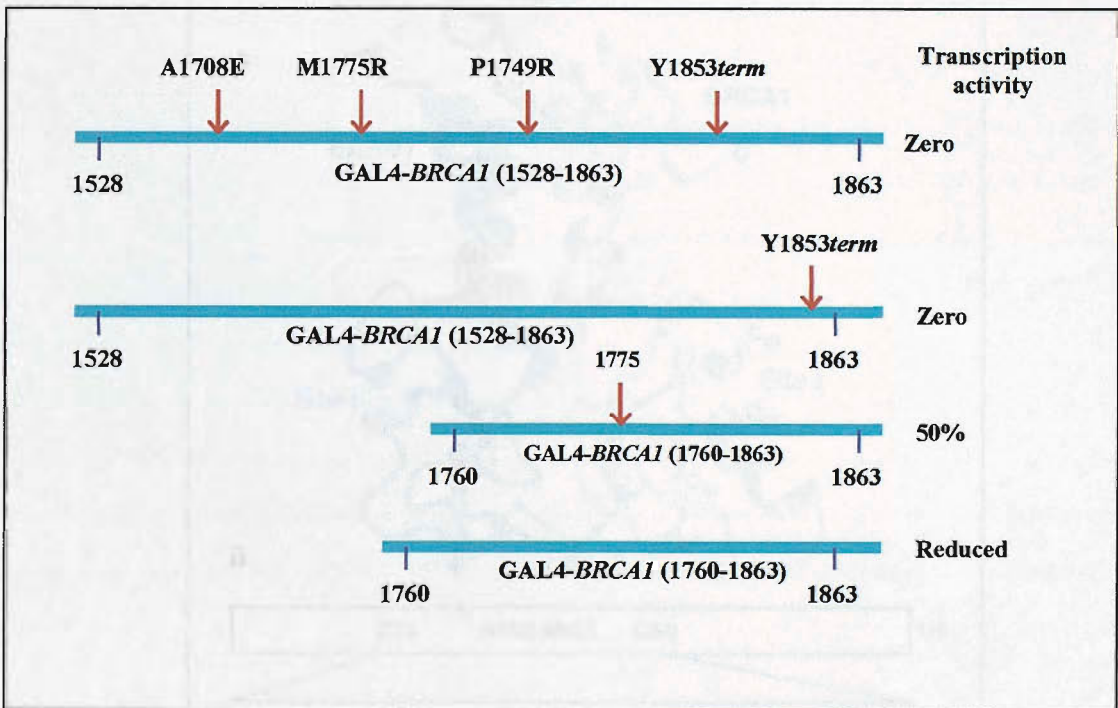 A1708E M1775R P1749R Y1853term Transcription
activity
Zero
1528 GAL4-BRCA1 (1528-1863) 1863
Y1853term
Zero
1528 GAL4-BRCA1 (1528-1863) 1863
1775
50%
1760 GAL4-BRCA1 (1760-1863) 1863
Reduced
1760 GAL4-BRCA1 (1760-1863) 1863